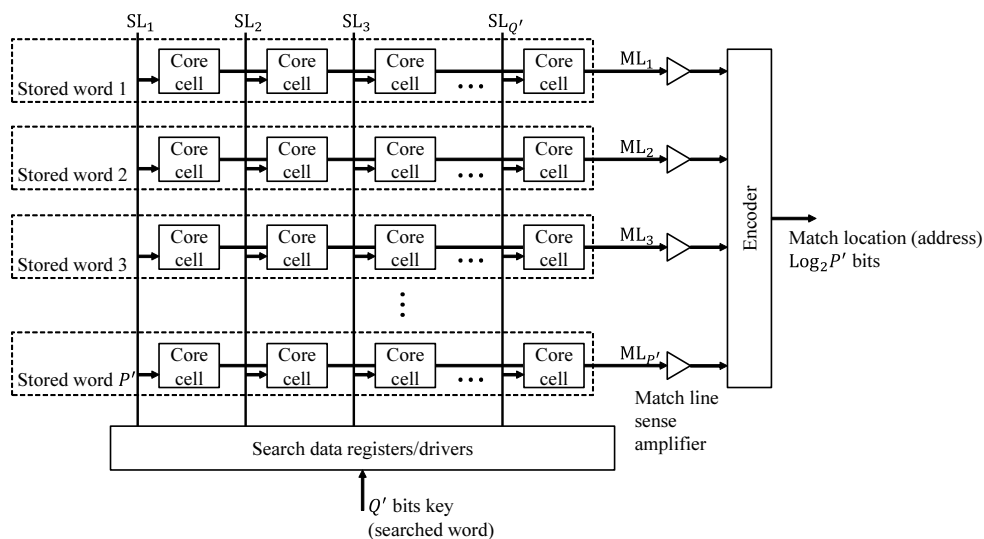 SL₁ SL₂ SL₃ SL_Q′
Core cell Core cell Core cell Core cell
Stored word 1
•••
ML₁
Core cell Core cell Core cell Core cell
Stored word 2
•••
ML₂
Core cell Core cell Core cell Core cell
Stored word 3
•••
ML₃
Encoder
Match location (address)
Log₂P′ bits
Core cell Core cell Core cell Core cell
Stored word P′
•••
ML_P′
Match line
sense
amplifier
Search data registers/drivers
Q′ bits key
(searched word)